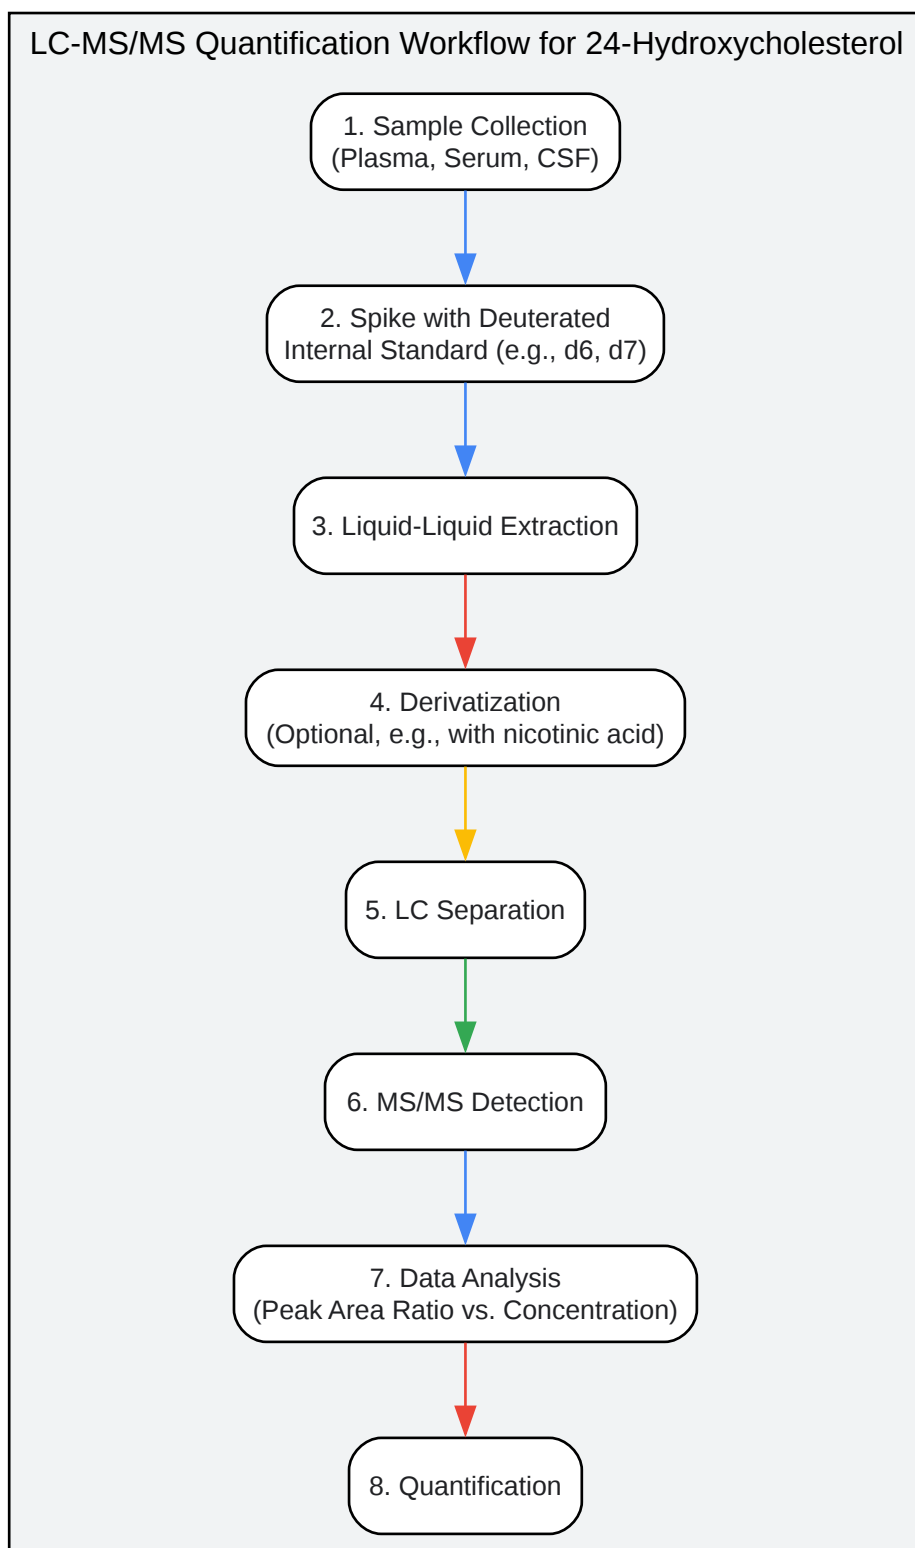 LC-MS/MS Quantification Workflow for 24-Hydroxycholesterol
1. Sample Collection
(Plasma, Serum, CSF)
2. Spike with Deuterated
Internal Standard (e.g., d6, d7)
3. Liquid-Liquid Extraction
4. Derivatization
(Optional, e.g., with nicotinic acid)
5. LC Separation
6. MS/MS Detection
7. Data Analysis
(Peak Area Ratio vs. Concentration)
8. Quantification